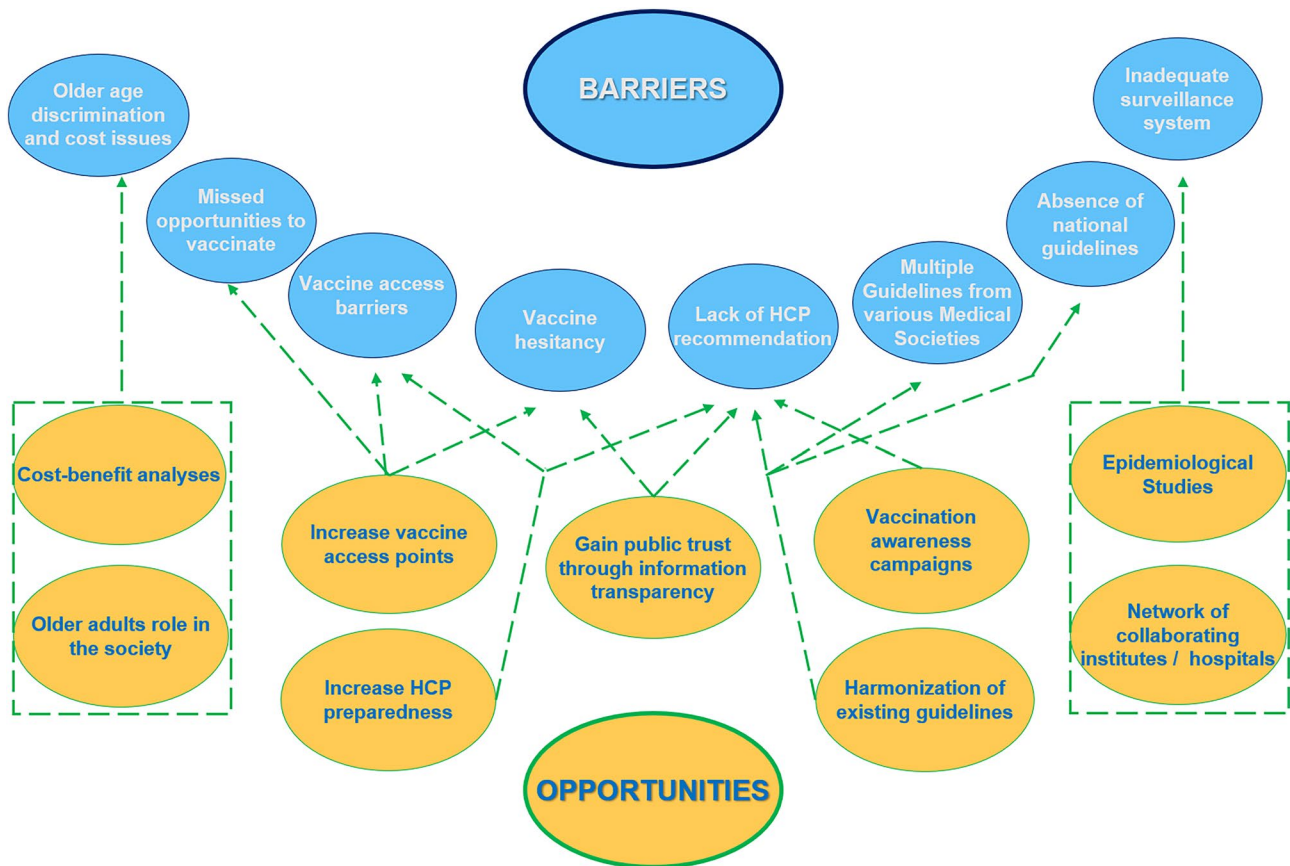 BARRIERS
Older age
discrimination
and cost issues
Missed
opportunities to
vaccinate
Vaccine access
barriers
Vaccine
hesitancy
Lack of HCP
recommendation
Multiple
Guidelines from
various Medical
Societies
Absence of
national
guidelines
Inadequate
surveillance
system
Cost-benefit analyses
Older adults role in
the society
Increase vaccine
access points
Increase HCP
preparedness
Gain public trust
through information
transparency
Vaccination
awareness
campaigns
Harmonization of
existing guidelines
Epidemiological
Studies
Network of
collaborating
institutes / hospitals
OPPORTUNITIES